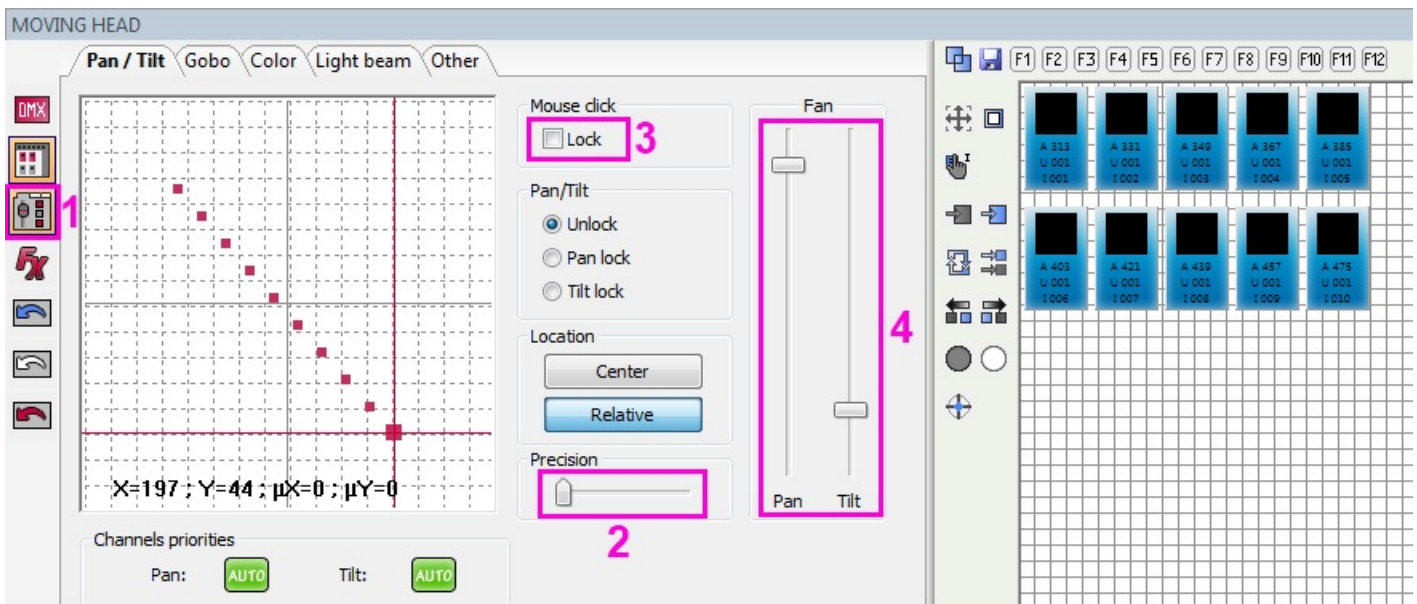 MOVING HEAD
Pan / Tilt Gobo Color Light beam Other
F1 F2 F3 F4 F5 F6 F7 F8 F9 F10 F11 F12
DMX
1
FX
X=197 ; Y=44 ; µX=0 ; µY=0
Channels priorities
Pan: AUTO Tilt: AUTO
Mouse click
Lock
3
Pan/Tilt
Unlock
Pan lock
Tilt lock
Location
Center
Relative
Precision
2
Fan
4
Pan Tilt
A 313 A 331 A 349 A 367 A 385
U 001 U 001 U 001 U 001 U 001
I 001 I 002 I 003 I 004 I 005
A 403 A 421 A 439 A 457 A 475
U 001 U 001 U 001 U 001 U 001
I 006 I 007 I 008 I 009 I 010